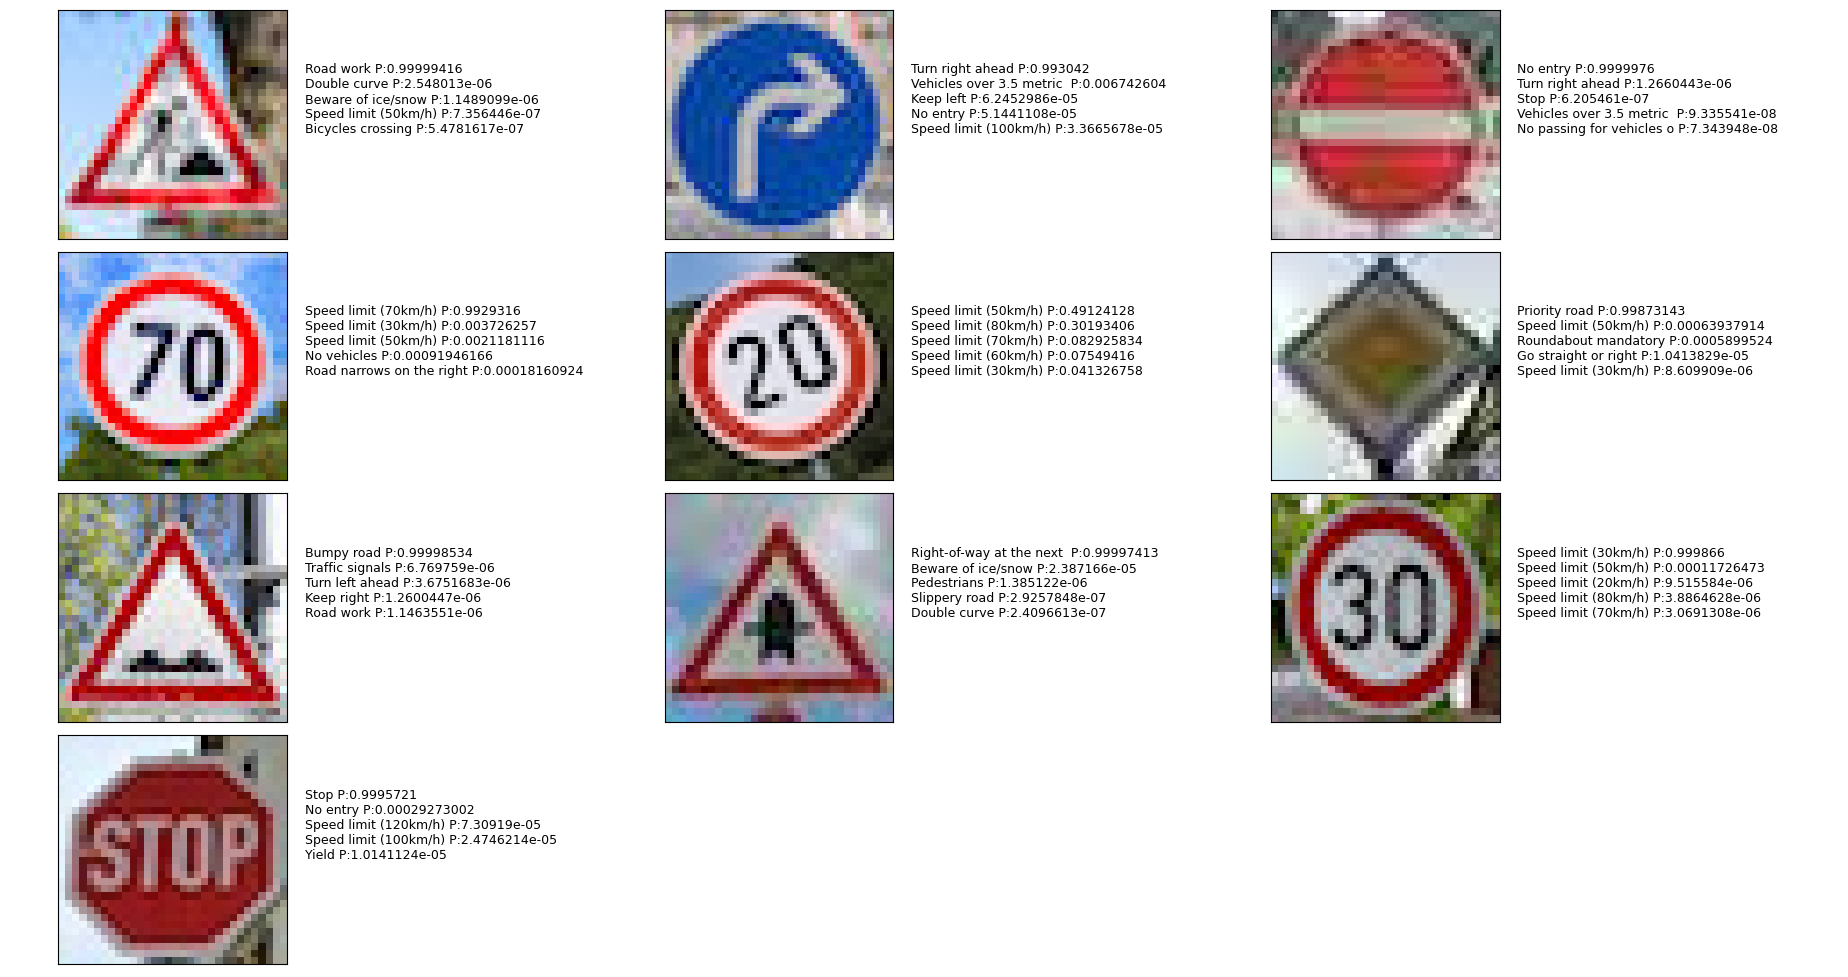 Road work P:0.99999416
Double curve P:2.548013e-06
Beware of ice/snow P:1.1489099e-06
Speed limit (50km/h) P:7.356446e-07
Bicycles crossing P:5.4781617e-07
Turn right ahead P:0.993042
Vehicles over 3.5 metric  P:0.006742604
Keep left P:6.2452986e-05
No entry P:5.1441108e-05
Speed limit (100km/h) P:3.3665678e-05
No entry P:0.9999976
Turn right ahead P:1.2660443e-06
Stop P:6.205461e-07
Vehicles over 3.5 metric  P:9.335541e-08
No passing for vehicles o P:7.343948e-08
70
Speed limit (70km/h) P:0.9929316
Speed limit (30km/h) P:0.003726257
Speed limit (50km/h) P:0.0021181116
No vehicles P:0.00091946166
Road narrows on the right P:0.00018160924
20
Speed limit (50km/h) P:0.49124128
Speed limit (80km/h) P:0.30193406
Speed limit (70km/h) P:0.082925834
Speed limit (60km/h) P:0.07549416
Speed limit (30km/h) P:0.041326758
Priority road P:0.99873143
Speed limit (50km/h) P:0.00063937914
Roundabout mandatory P:0.0005899524
Go straight or right P:1.0413829e-05
Speed limit (30km/h) P:8.609909e-06
Bumpy road P:0.99998534
Traffic signals P:6.769759e-06
Turn left ahead P:3.6751683e-06
Keep right P:1.2600447e-06
Road work P:1.1463551e-06
Right-of-way at the next  P:0.99997413
Beware of ice/snow P:2.387166e-05
Pedestrians P:1.385122e-06
Slippery road P:2.9257848e-07
Double curve P:2.4096613e-07
30
Speed limit (30km/h) P:0.999866
Speed limit (50km/h) P:0.00011726473
Speed limit (20km/h) P:9.515584e-06
Speed limit (80km/h) P:3.8864628e-06
Speed limit (70km/h) P:3.0691308e-06
STOP
Stop P:0.9995721
No entry P:0.00029273002
Speed limit (120km/h) P:7.30919e-05
Speed limit (100km/h) P:2.4746214e-05
Yield P:1.0141124e-05